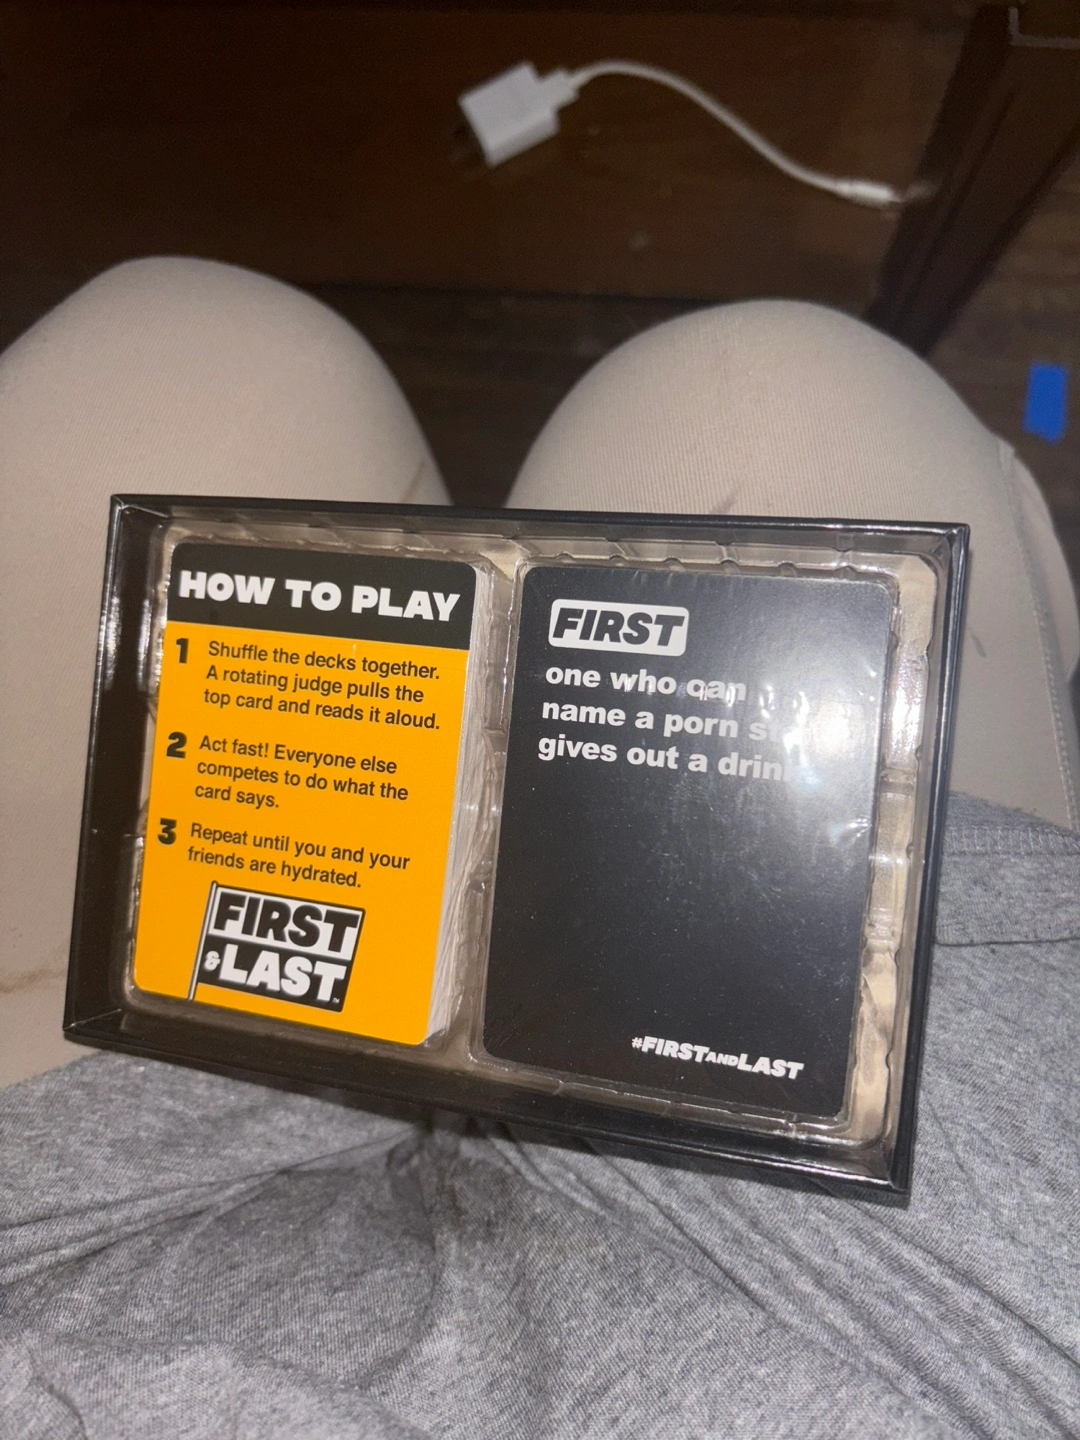 HOW TO PLAY
1 Shuffle the decks together.
A rotating judge pulls the
top card and reads it aloud.
2 Act fast! Everyone else
competes to do what the
card says.
3 Repeat until you and your
friends are hydrated.
FIRST
& LAST™
FIRST
one who can
name a porn
gives out a
#FIRSTANDLAST